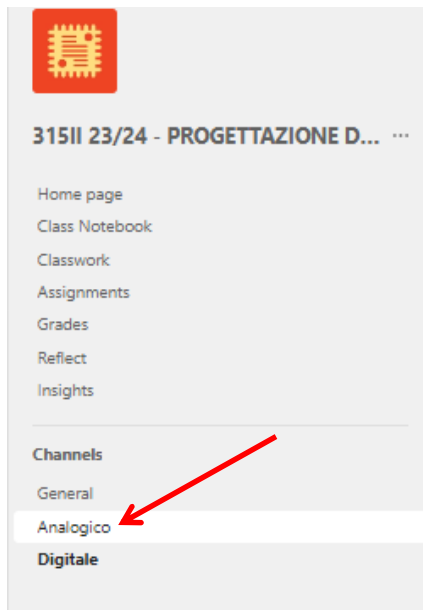 315II 23/24 - PROGETTAZIONE D... ...
Home page
Class Notebook
Classwork
Assignments
Grades
Reflect
Insights
Channels
General
Analogico
Digitale